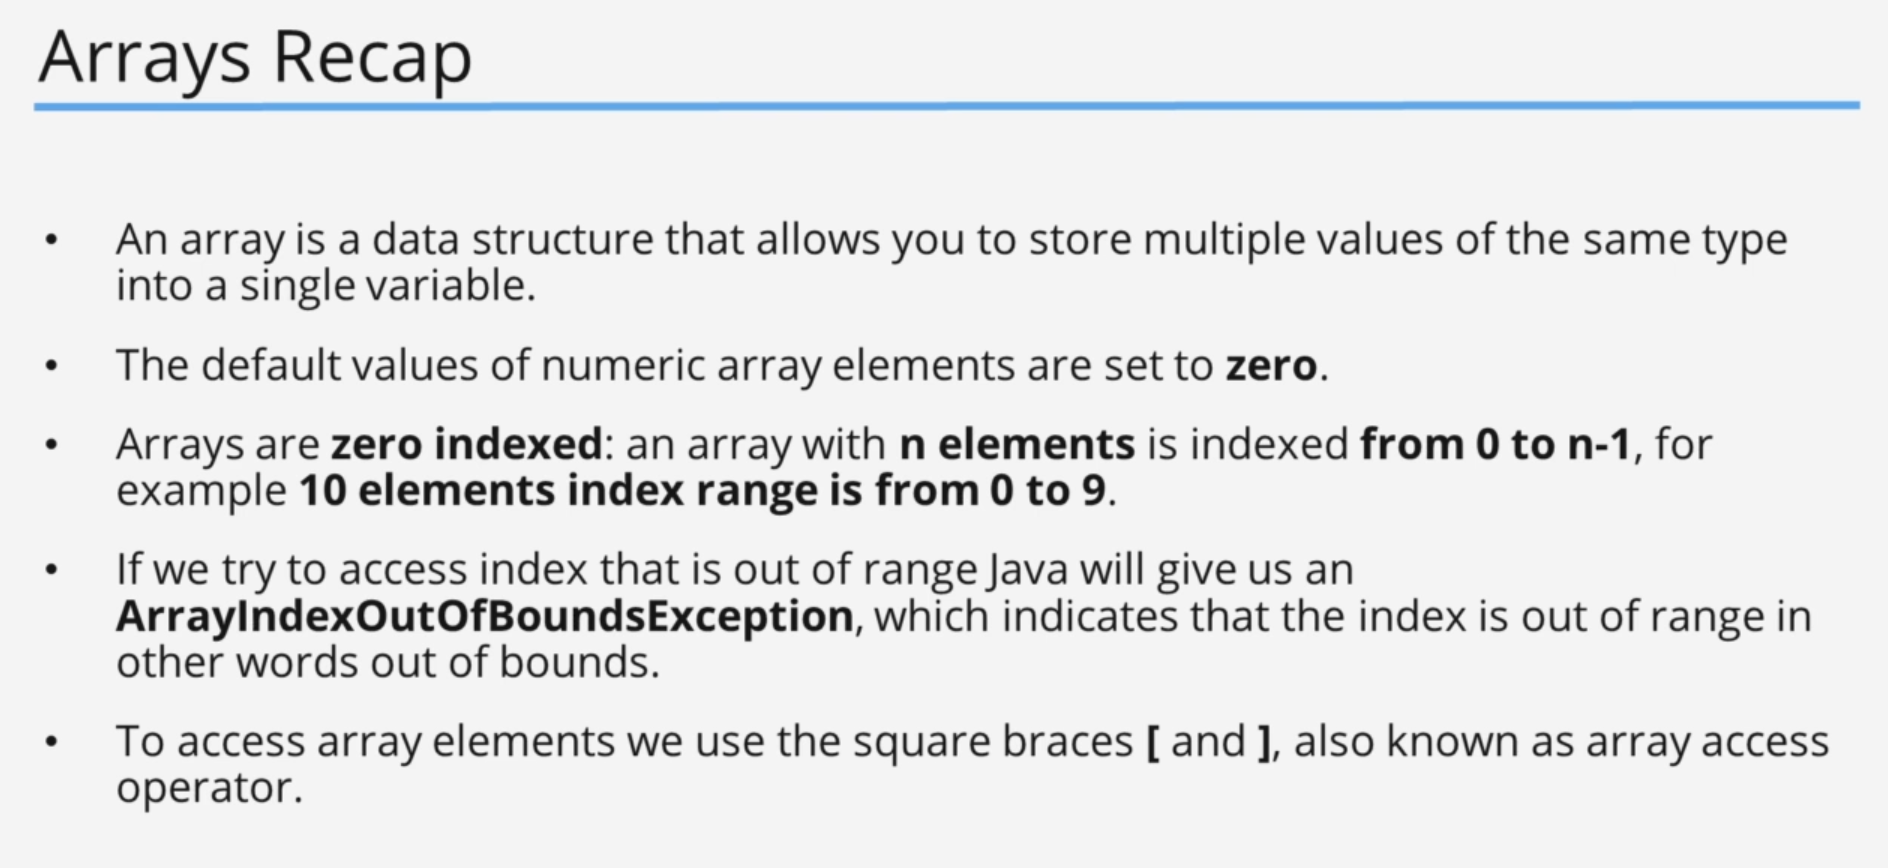 Arrays Recap
• An array is a data structure that allows you to store multiple values of the same type
into a single variable.
• The default values of numeric array elements are set to zero.
• Arrays are zero indexed: an array with n elements is indexed from 0 to n-1, for
example 10 elements index range is from 0 to 9.
• If we try to access index that is out of range Java will give us an
ArrayIndexOutOfBoundsException, which indicates that the index is out of range in
other words out of bounds.
• To access array elements we use the square braces [ and ], also known as array access
operator.